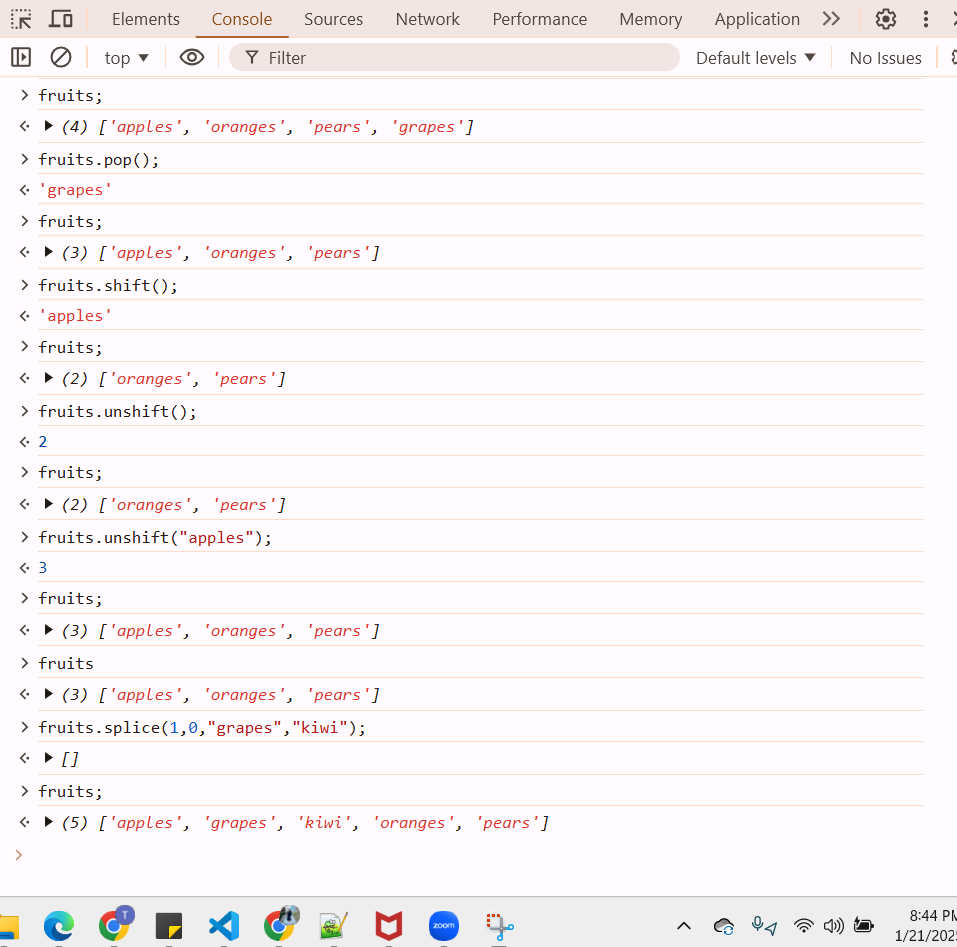 Elements Console Sources Network Performance Memory Application
top Filter Default levels No Issues
fruits;
(4) ['apples', 'oranges', 'pears', 'grapes']
fruits.pop();
'grapes'
fruits;
(3) ['apples', 'oranges', 'pears']
fruits.shift();
'apples'
fruits;
(2) ['oranges', 'pears']
fruits.unshift();
2
fruits;
(2) ['oranges', 'pears']
fruits.unshift("apples");
3
fruits;
(3) ['apples', 'oranges', 'pears']
fruits
(3) ['apples', 'oranges', 'pears']
fruits.splice(1,0,"grapes","kiwi");
[]
fruits;
(5) ['apples', 'grapes', 'kiwi', 'oranges', 'pears']
T zoom 8:44 PM
1/21/202